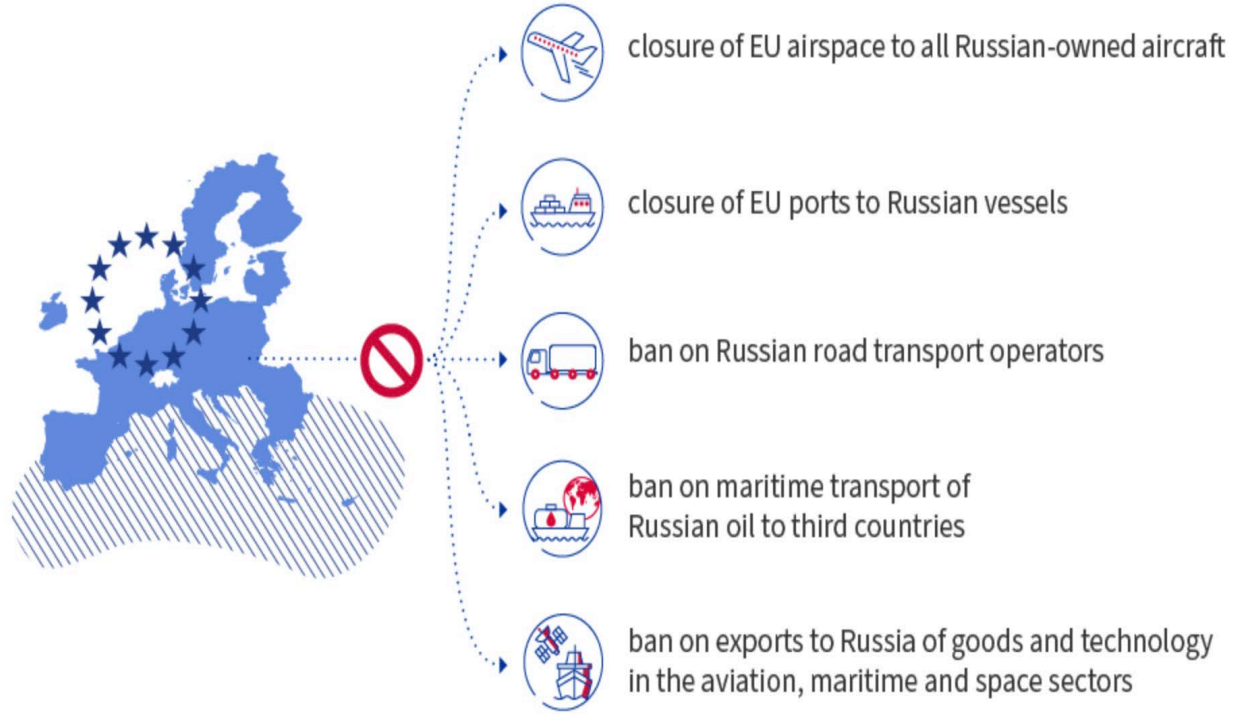 closure of EU airspace to all Russian-owned aircraft
closure of EU ports to Russian vessels
ban on Russian road transport operators
ban on maritime transport of
Russian oil to third countries
ban on exports to Russia of goods and technology
in the aviation, maritime and space sectors